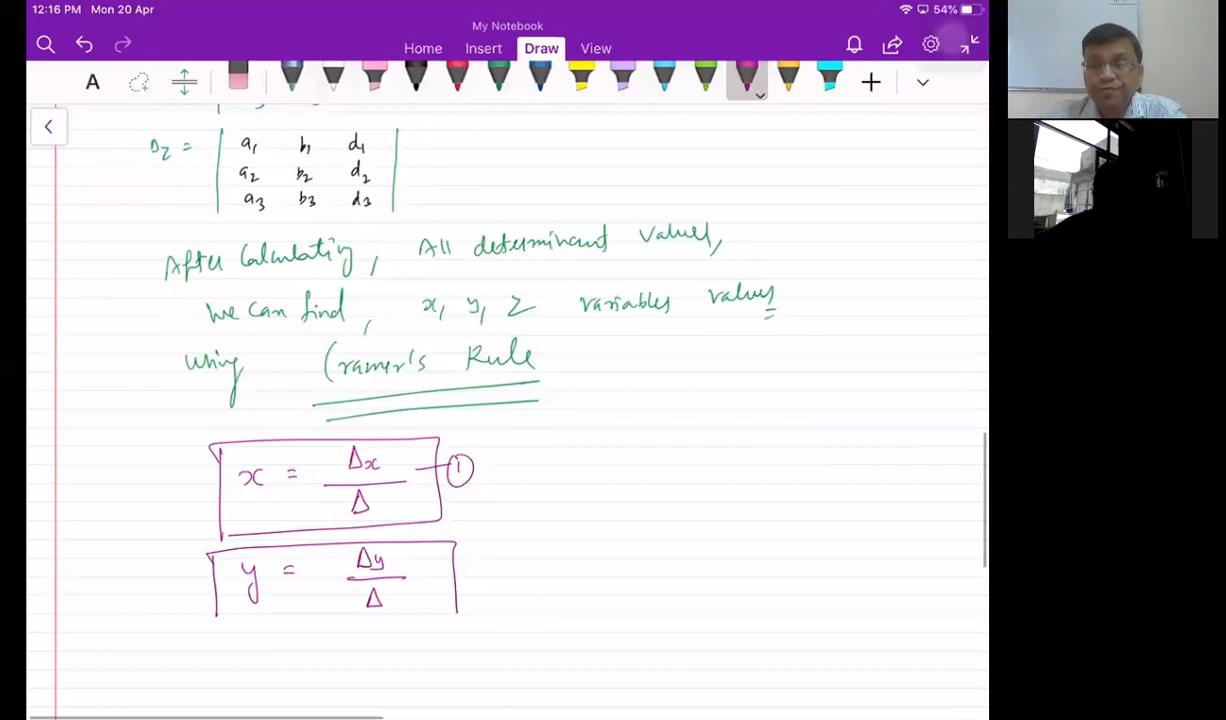 12:16 PM Mon 20 Apr
54%
My Notebook
Home Insert Draw View
A
Dz =
a1 b1 d1
a2 b2 d2
a3 b3 d3
After Calculating, All determinant values,
We can find, x, y, z variables values
using Cramer's Rule
x = Δx / Δ — ①
y = Δy / Δ